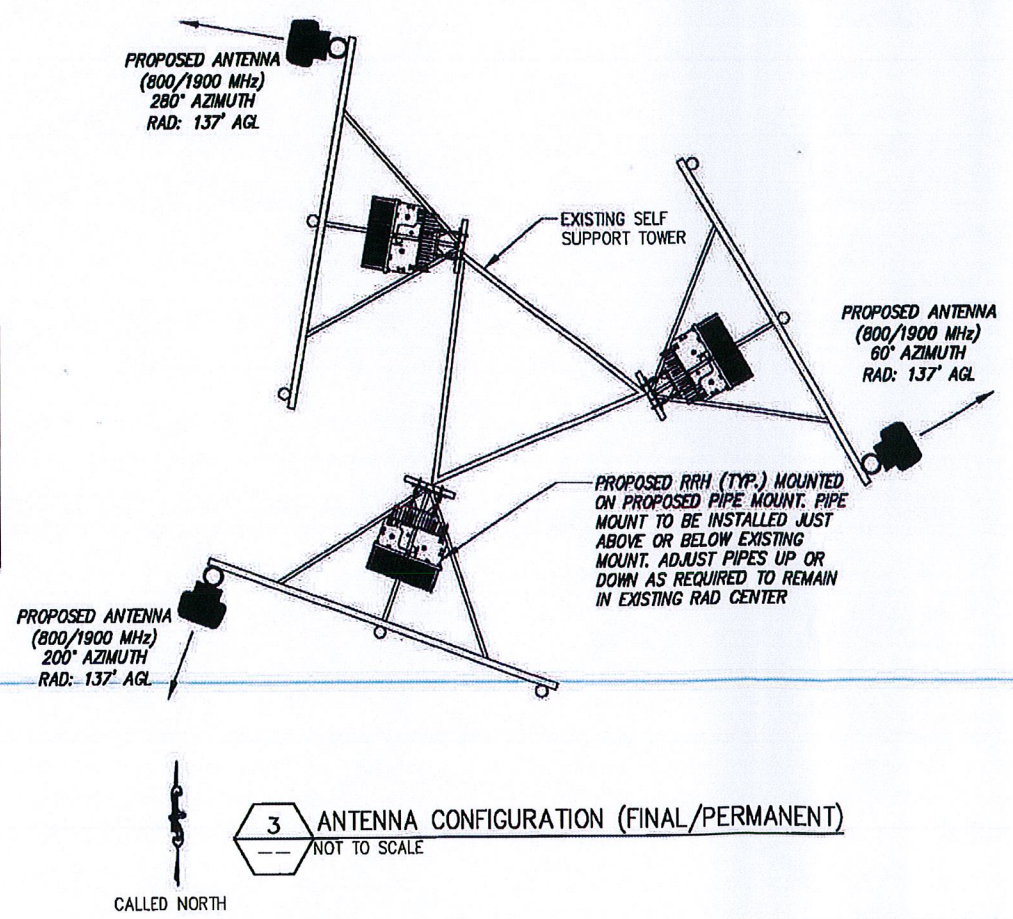 PROPOSED ANTENNA
(800/1900 MHz)
280° AZIMUTH
RAD: 137' AGL
EXISTING SELF
SUPPORT TOWER
PROPOSED ANTENNA
(800/1900 MHz)
60° AZIMUTH
RAD: 137' AGL
PROPOSED RRH (TYP.) MOUNTED
ON PROPOSED PIPE MOUNT. PIPE
MOUNT TO BE INSTALLED JUST
ABOVE OR BELOW EXISTING
MOUNT. ADJUST PIPES UP OR
DOWN AS REQUIRED TO REMAIN
IN EXISTING RAD CENTER
PROPOSED ANTENNA
(800/1900 MHz)
200° AZIMUTH
RAD: 137' AGL
3
ANTENNA CONFIGURATION (FINAL/PERMANENT)
--
NOT TO SCALE
CALLED NORTH